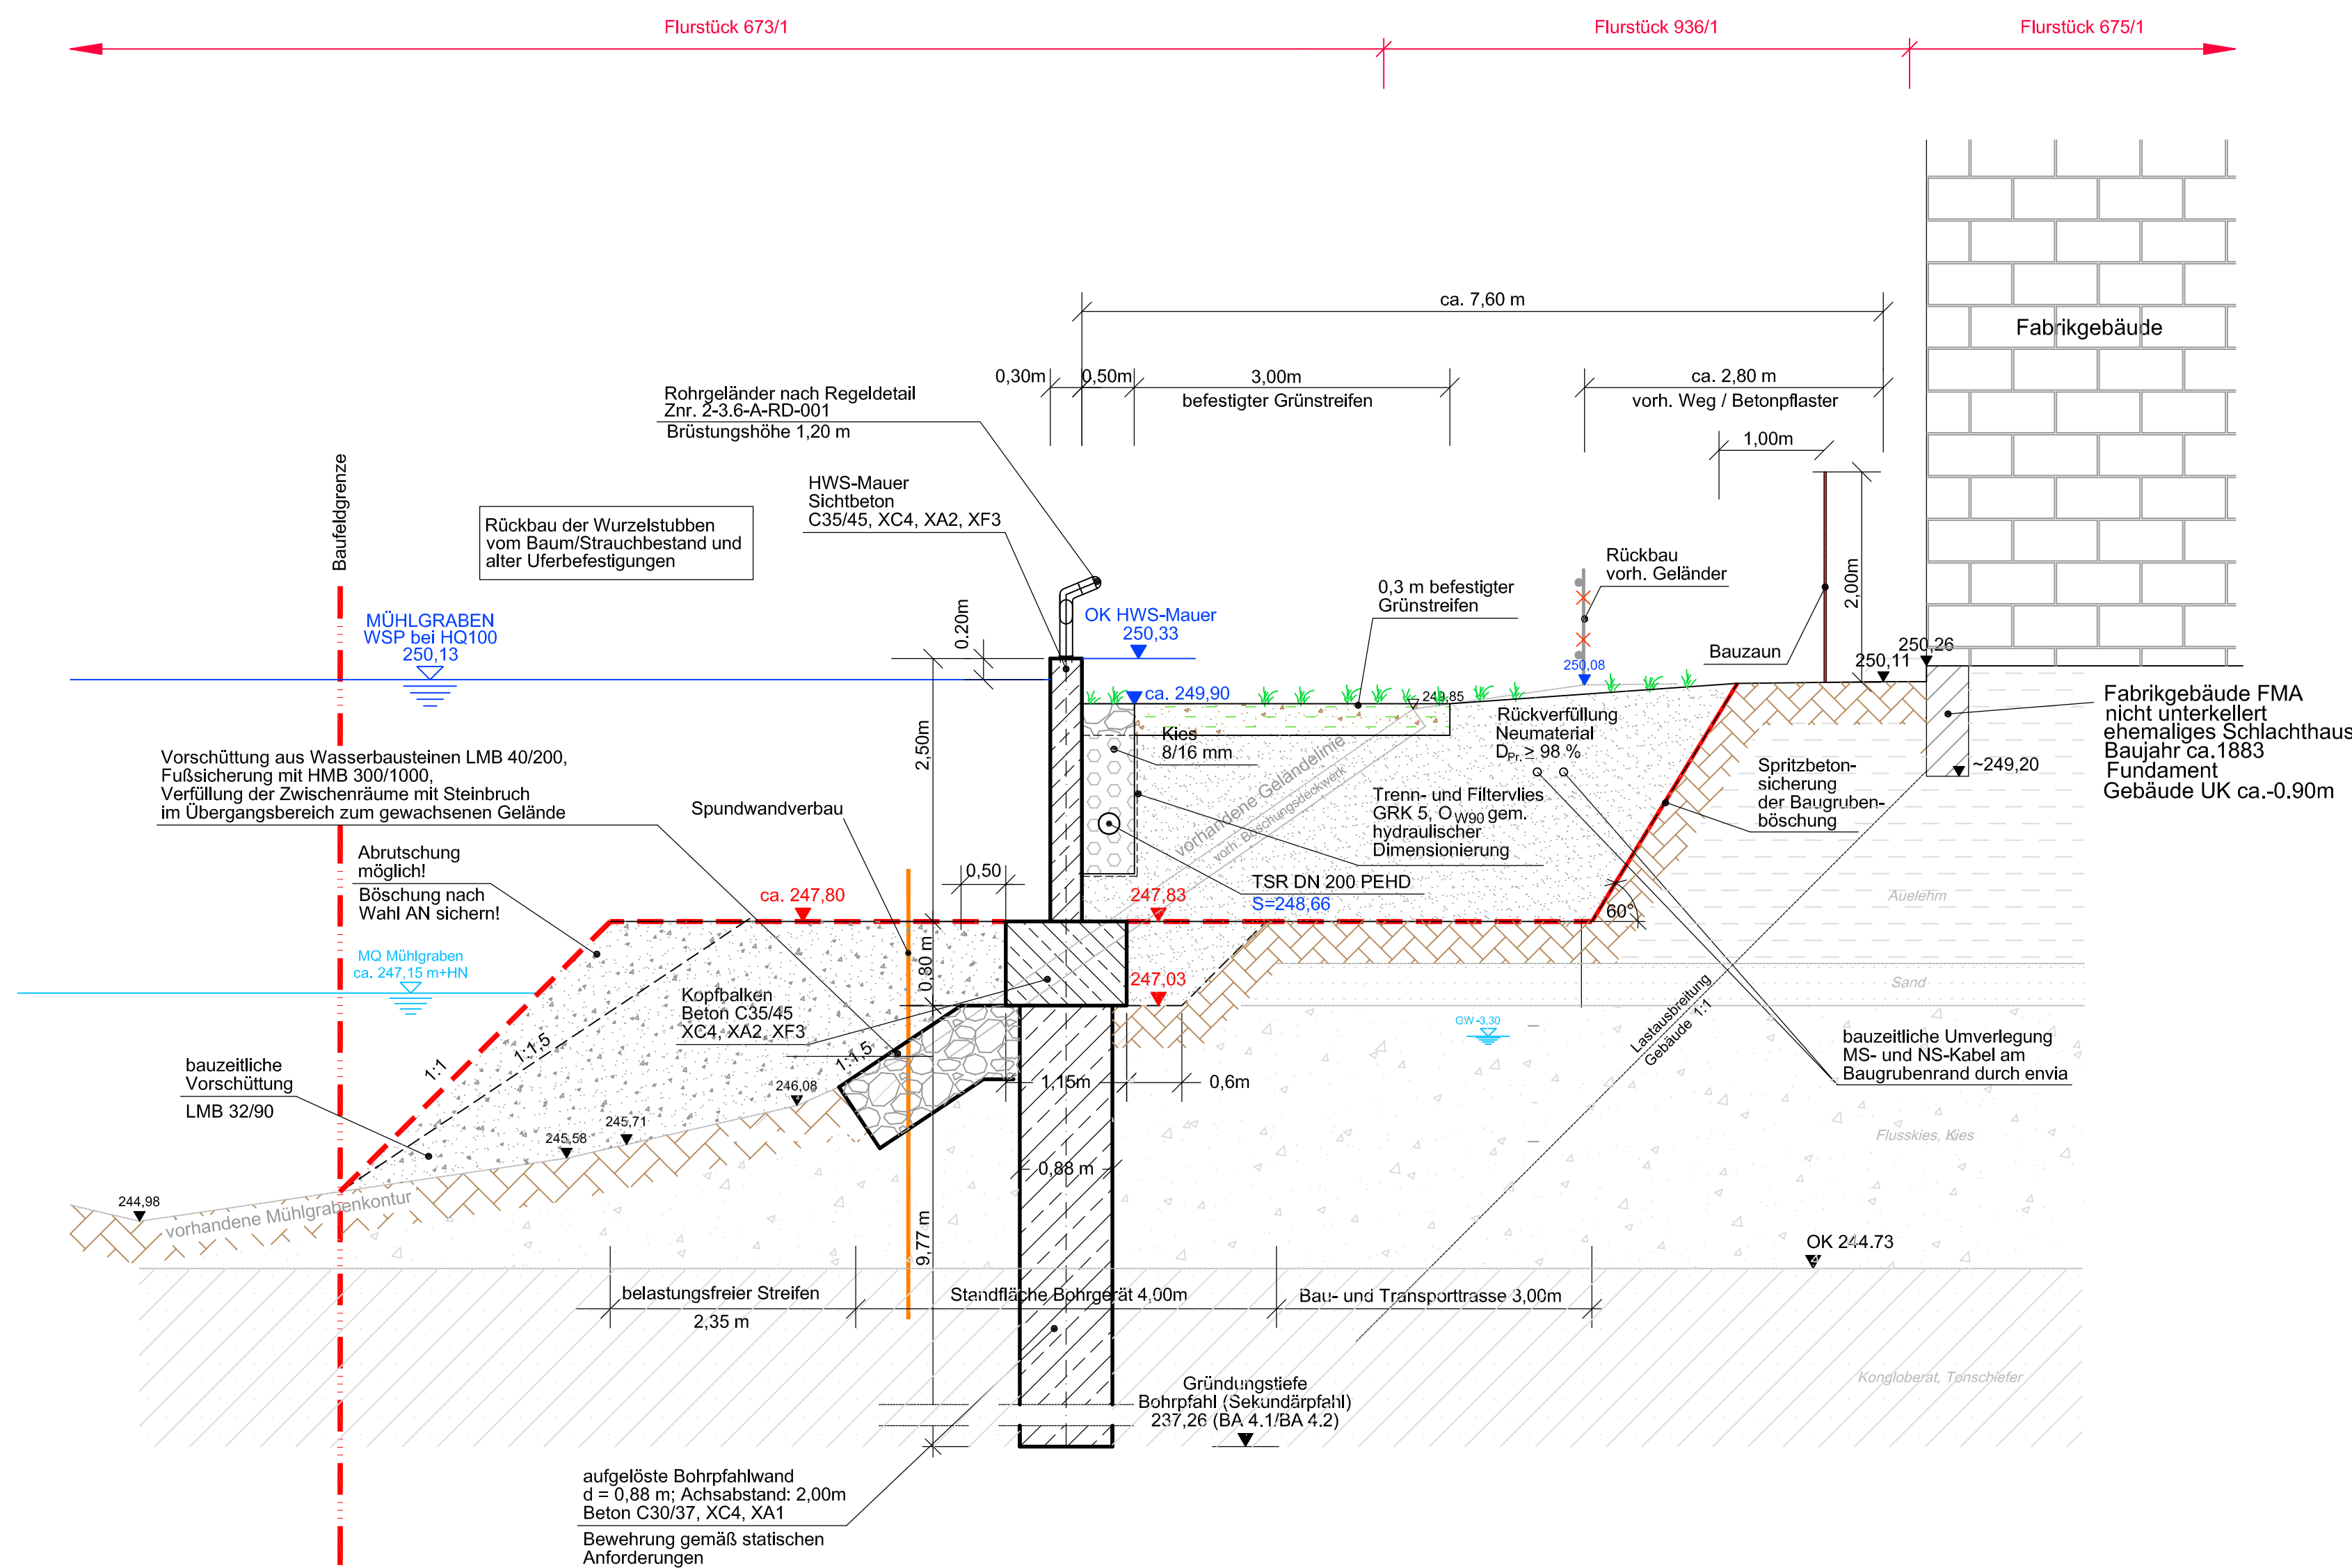 Flurstück 673/1
Flurstück 936/1
Flurstück 675/1
ca. 7,60 m
Fabrikgebäude
0,30m
0,50m
3,00m
befestigter Grünstreifen
ca. 2,80 m
vorh. Weg / Betonpflaster
1,00m
2,00m
Rohrgeländer nach Regeldetail
Znr. 2-3.6-A-RD-001
Brüstungshöhe 1,20 m
HWS-Mauer
Sichtbeton
C35/45, XC4, XA2, XF3
Baufeldgrenze
Rückbau der Wurzelstubben
vom Baum/Strauchbestand und
alter Uferbefestigungen
MÜHLGRABEN
WSP bei HQ100
250,13
0.20m
OK HWS-Mauer
250,33
0,3 m befestigter
Grünstreifen
Rückbau
vorh. Geländer
Bauzaun
250,08
250,11
250,26
ca. 249,90
249,85
2,50m
Kies
8/16 mm
Rückverfüllung
Neumaterial
DPr. ≥ 98 %
vorhandene Geländelinie
vorh. Böschungsdeckwerk
Spritzbeton-
sicherung
der Baugruben-
böschung
~249,20
Fabrikgebäude FMA
nicht unterkellert
ehemaliges Schlachthaus
Baujahr ca.1883
Fundament
Gebäude UK ca.-0.90m
Vorschüttung aus Wasserbausteinen LMB 40/200,
Fußsicherung mit HMB 300/1000,
Verfüllung der Zwischenräume mit Steinbruch
im Übergangsbereich zum gewachsenen Gelände
Spundwandverbau
Trenn- und Filtervlies
GRK 5, OW90 gem.
hydraulischer
Dimensionierung
Abrutschung
möglich!
Böschung nach
Wahl AN sichern!
ca. 247,80
0,50
TSR DN 200 PEHD
S=248,66
247,83
60°
Auelehm
MQ Mühlgraben
ca. 247,15 m+HN
0.80 m
247,03
Sand
Kopfbalken
Beton C35/45
XC4, XA2, XF3
GW -3,30
Lastausbreitung
Gebäude 1:1
bauzeitliche Umverlegung
MS- und NS-Kabel am
Baugrubenrand durch envia
bauzeitliche
Vorschüttung
LMB 32/90
1:1
1:1,5
1:1,5
246,08
1,15m
0,6m
245,71
245,58
Flusskies, Kies
0,88 m
244,98
vorhandene Mühlgrabenkontur
9,77 m
OK 244.73
belastungsfreier Streifen
2,35 m
Standfläche Bohrgerät 4,00m
Bau- und Transporttrasse 3,00m
Kongloberat, Tonschiefer
Gründungstiefe
Bohrpfahl (Sekundärpfahl)
237,26 (BA 4.1/BA 4.2)
aufgelöste Bohrpfahlwand
d = 0,88 m; Achsabstand: 2,00m
Beton C30/37, XC4, XA1
Bewehrung gemäß statischen
Anforderungen